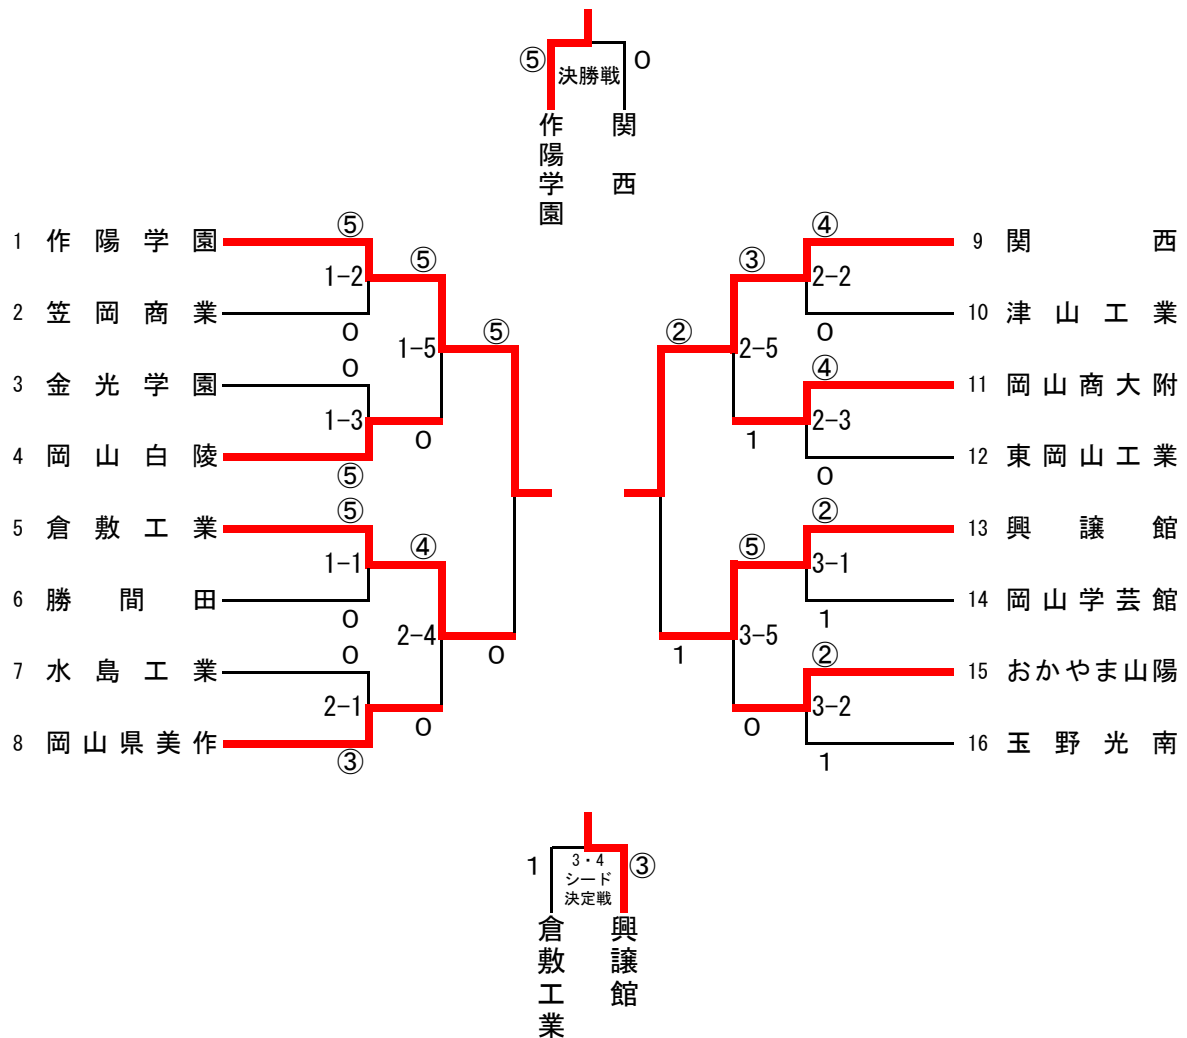 ⑤ 決勝戦 0
作陽学園
関西
1 作陽学園 ⑤
1-2 ⑤
2 笠岡商業 0
1-5 ⑤
3 金光学園 0
1-3 0
4 岡山白陵 ⑤
5 倉敷工業 ⑤
1-1 ④
6 勝間田 0
2-4 0
7 水島工業 0
2-1 0
8 岡山県美作 ③
④ 9 関西
③ 2-2
0 10 津山工業
② 2-5
④ 11 岡山商大附
1 2-3
0 12 東岡山工業
② 13 興譲館
⑤ 3-1
1 14 岡山学芸館
1 3-5
② 15 おかやま山陽
0 3-2
1 16 玉野光南
1 3・4 ③
シード
決定戦
倉敷工業
興譲館